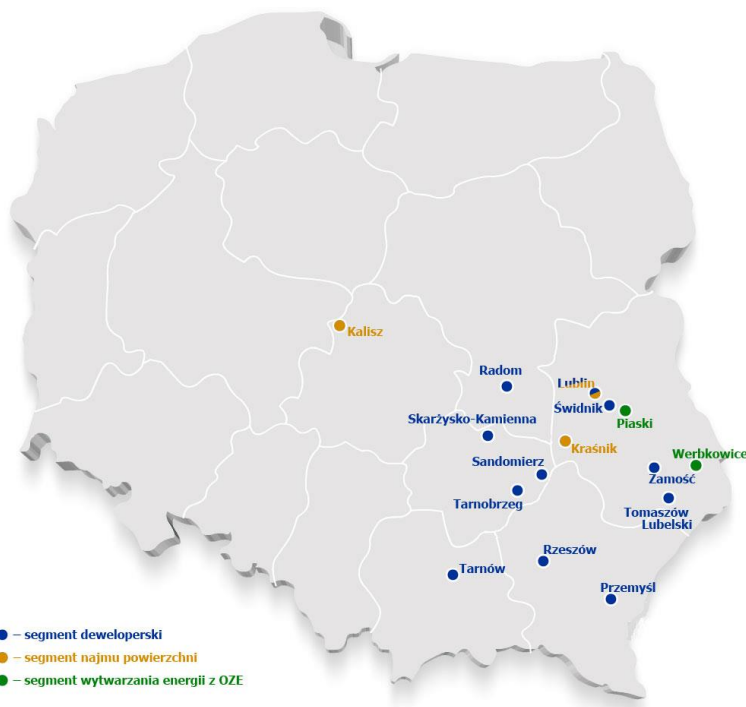 Kalisz
Radom
Lublin
Świdnik
Piaski
Skarżysko-Kamienna
Kraśnik
Werbkowice
Sandomierz
Zamość
Tarnobrzeg
Tomaszów
Lubelski
Rzeszów
Tarnów
Przemyśl
– segment deweloperski
– segment najmu powierzchni
– segment wytwarzania energii z OZE